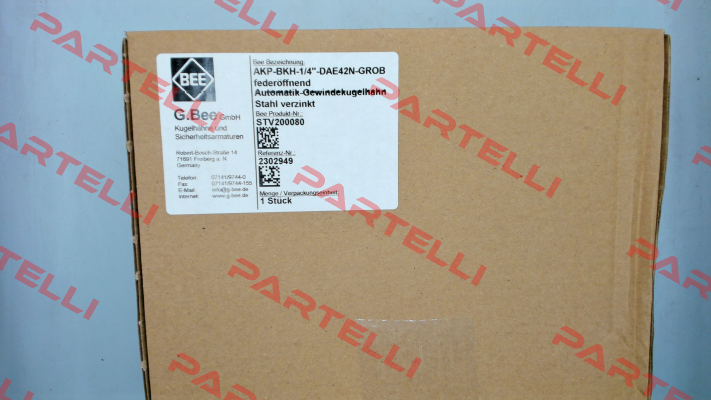 BEE
G.Bee GmbH
Kugelhähne und
Sicherheitsarmaturen
Robert-Bosch-Straße 14
71691 Freiberg a. N.
Germany
Telefon: 07141/9744-0
Fax 07141/9744-155
E-Mail: info@g-bee.de
Internet: www.g-bee.de
Bee Bezeichnung:
AKP-BKH-1/4"-DAE42N-GROB
federöffnend
Automatik-Gewindekugelhahn
Stahl verzinkt
Bee Produkt-Nr.:
STV200080
Referenz-Nr.:
2302949
Menge / Verpackungseinheit:
1 Stück
PARTELLI
PARTELLI
PARTELLI
PARTELLI
PARTELLI
PARTELLI
PARTELLI
PARTELLI